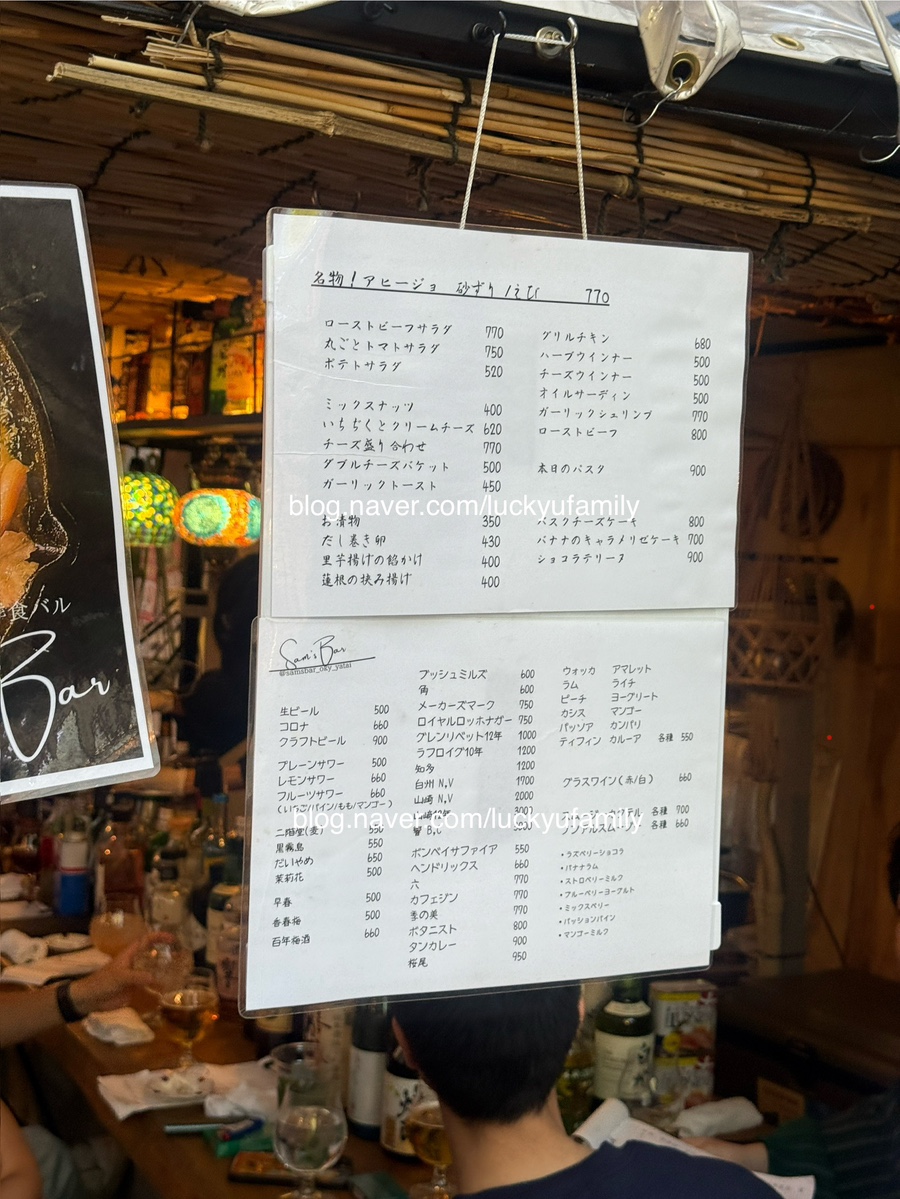 名物！アヒージョ 砂ずり/えび 770
ローストビーフサラダ 770
丸ごとトマトサラダ 750
ポテトサラダ 520
ミックスナッツ 400
いちぢくとクリームチーズ 620
チーズ盛り合わせ 770
ダブルチーズバケット 500
ガーリックトースト 450
お漬物 350
だし巻き卵 430
里芋揚げの餡かけ 400
蓮根の挟み揚げ 400
グリルチキン 680
ハーブウインナー 500
チーズウインナー 500
オイルサーディン 500
ガーリックシュリンプ 770
ローストビーフ 800
本日のパスタ 900
バスクチーズケーキ 800
バナナのキャラメリゼケーキ 700
ショコラテリーヌ 900
blog.naver.com/luckyufamily
食バル
Bar
Sam's Bar
@samsbar_oky_yatai
生ビール 500
コロナ 660
クラフトビール 900
プレーンサワー 500
レモンサワー 660
フルーツサワー 660
(いちご/パイン/もも/マンゴー)
二階堂(麦) 550
黒霧島 550
だいやめ 650
茉莉花 500
早春 500
香春梅 500
百年梅酒 660
ブッシュミルズ 600
角 600
メーカーズマーク 750
ロイヤルロッホナガー 750
グレンリベット12年 1000
ラフロイグ10年 1200
知多 1200
白州 N,V 1700
山崎 N,V 2000
響 B,C
ボンベイサファイア 550
ヘンドリックス 660
六 770
カフェジン 770
季の美 770
ボタニスト 800
タンカレー 900
桜尾 950
ウォッカ アマレット
ラム ライチ
ピーチ ヨーグリート
カシス マンゴー
パッソア カンパリ
ティフィン カルーア 各種 550
グラスワイン(赤/白) 660
各種 700
各種 660
・ラズベリーショコラ
・バナナラム
・ストロベリーミルク
・ブルーベリーヨーグルト
・ミックスベリー
・パッションパイン
・マンゴーミルク
blog.naver.com/luckyufamily